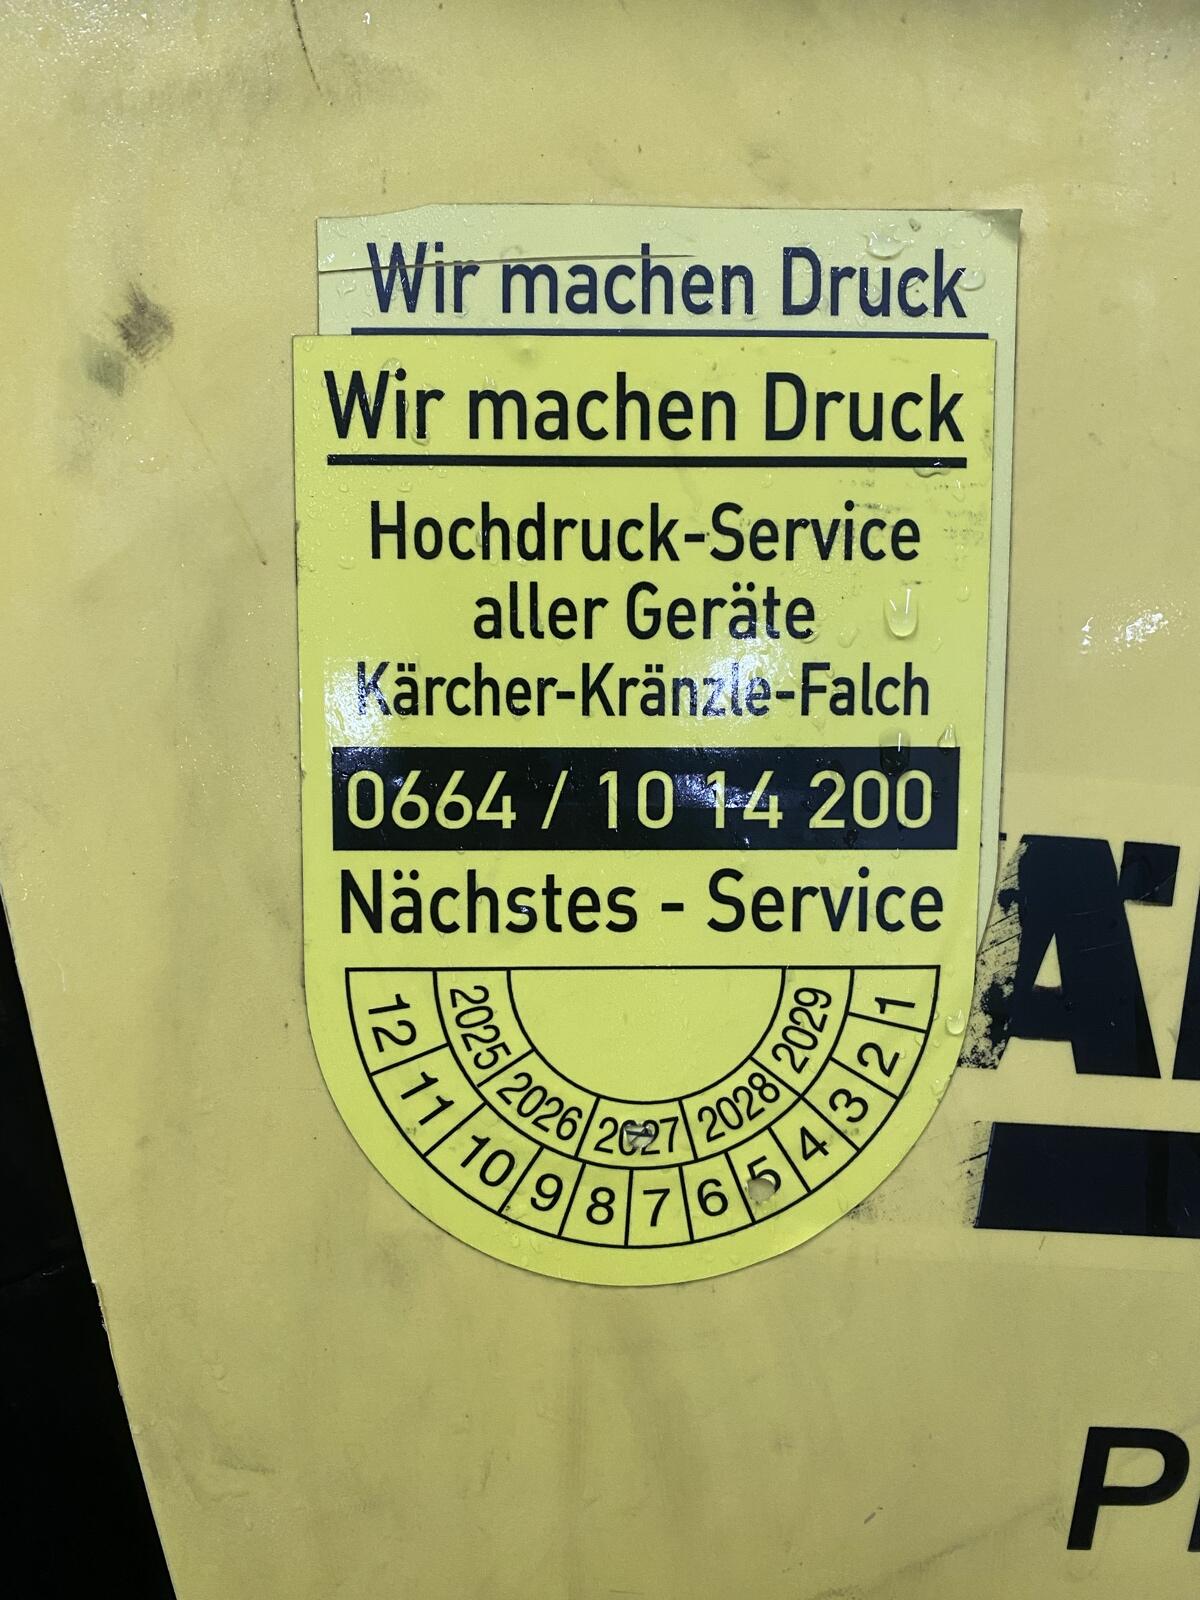 Wir machen Druck
Wir machen Druck
Hochdruck-Service
aller Geräte
Kärcher-Kränzle-Falch
0664 / 10 14 200
Nächstes - Service
2025 2026 2027 2028 2029
12 11 10 9 8 7 6 5 4 3 2 1
P